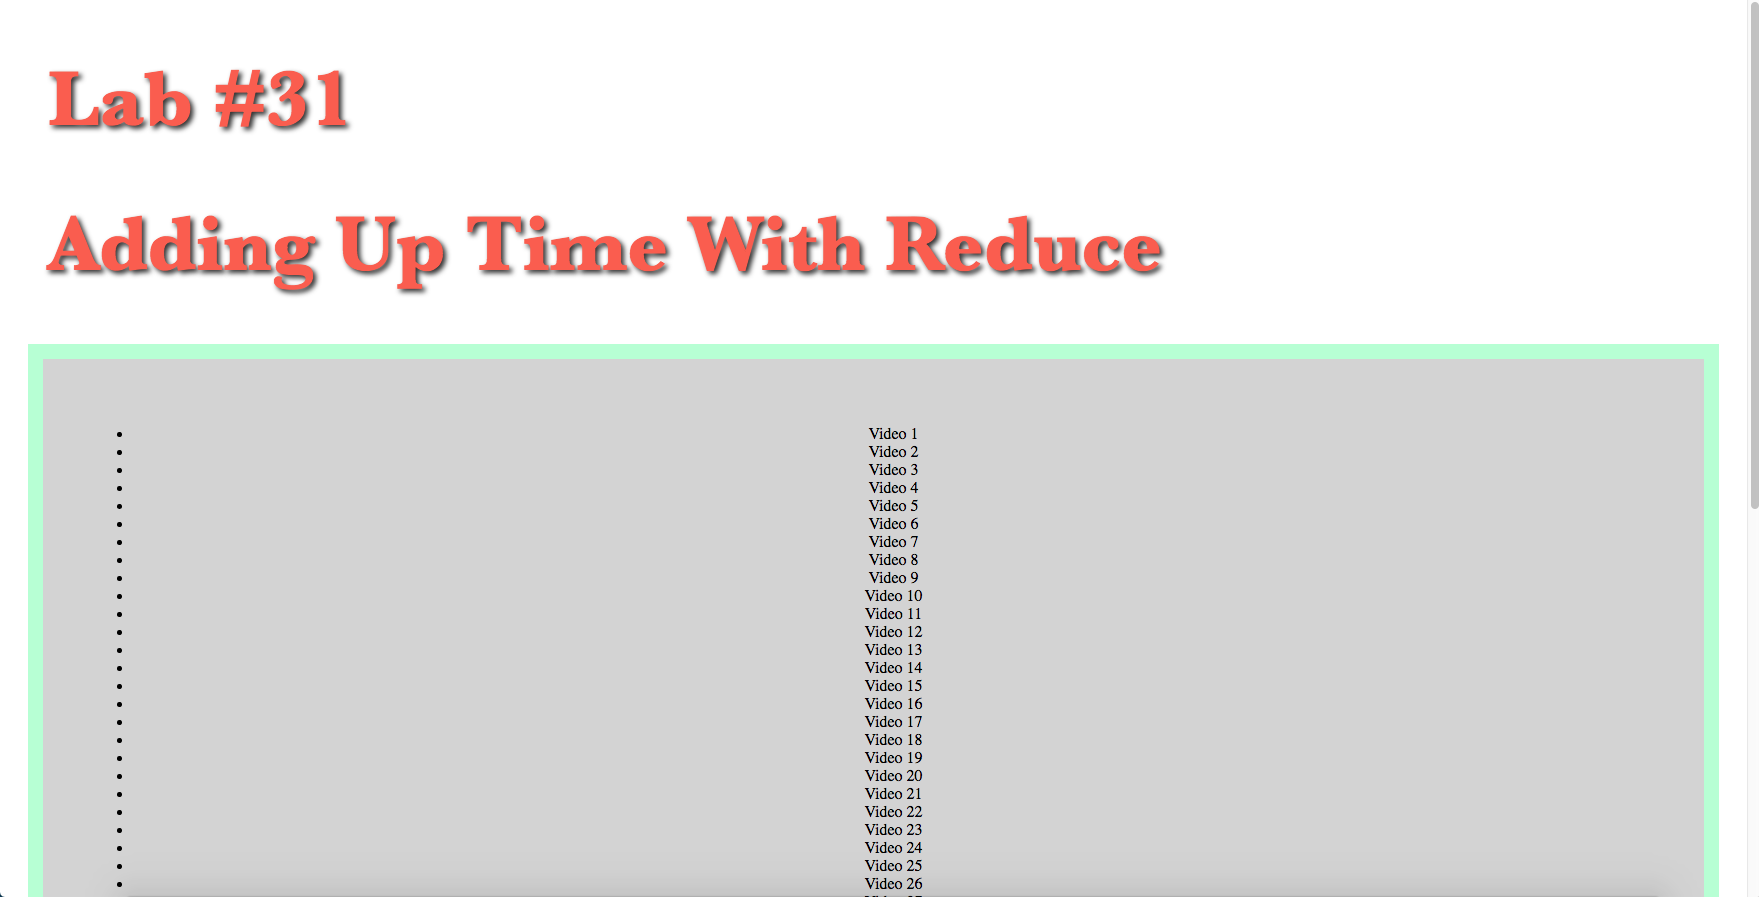 Lab #31
Adding Up Time With Reduce
Video 1
Video 2
Video 3
Video 4
Video 5
Video 6
Video 7
Video 8
Video 9
Video 10
Video 11
Video 12
Video 13
Video 14
Video 15
Video 16
Video 17
Video 18
Video 19
Video 20
Video 21
Video 22
Video 23
Video 24
Video 25
Video 26